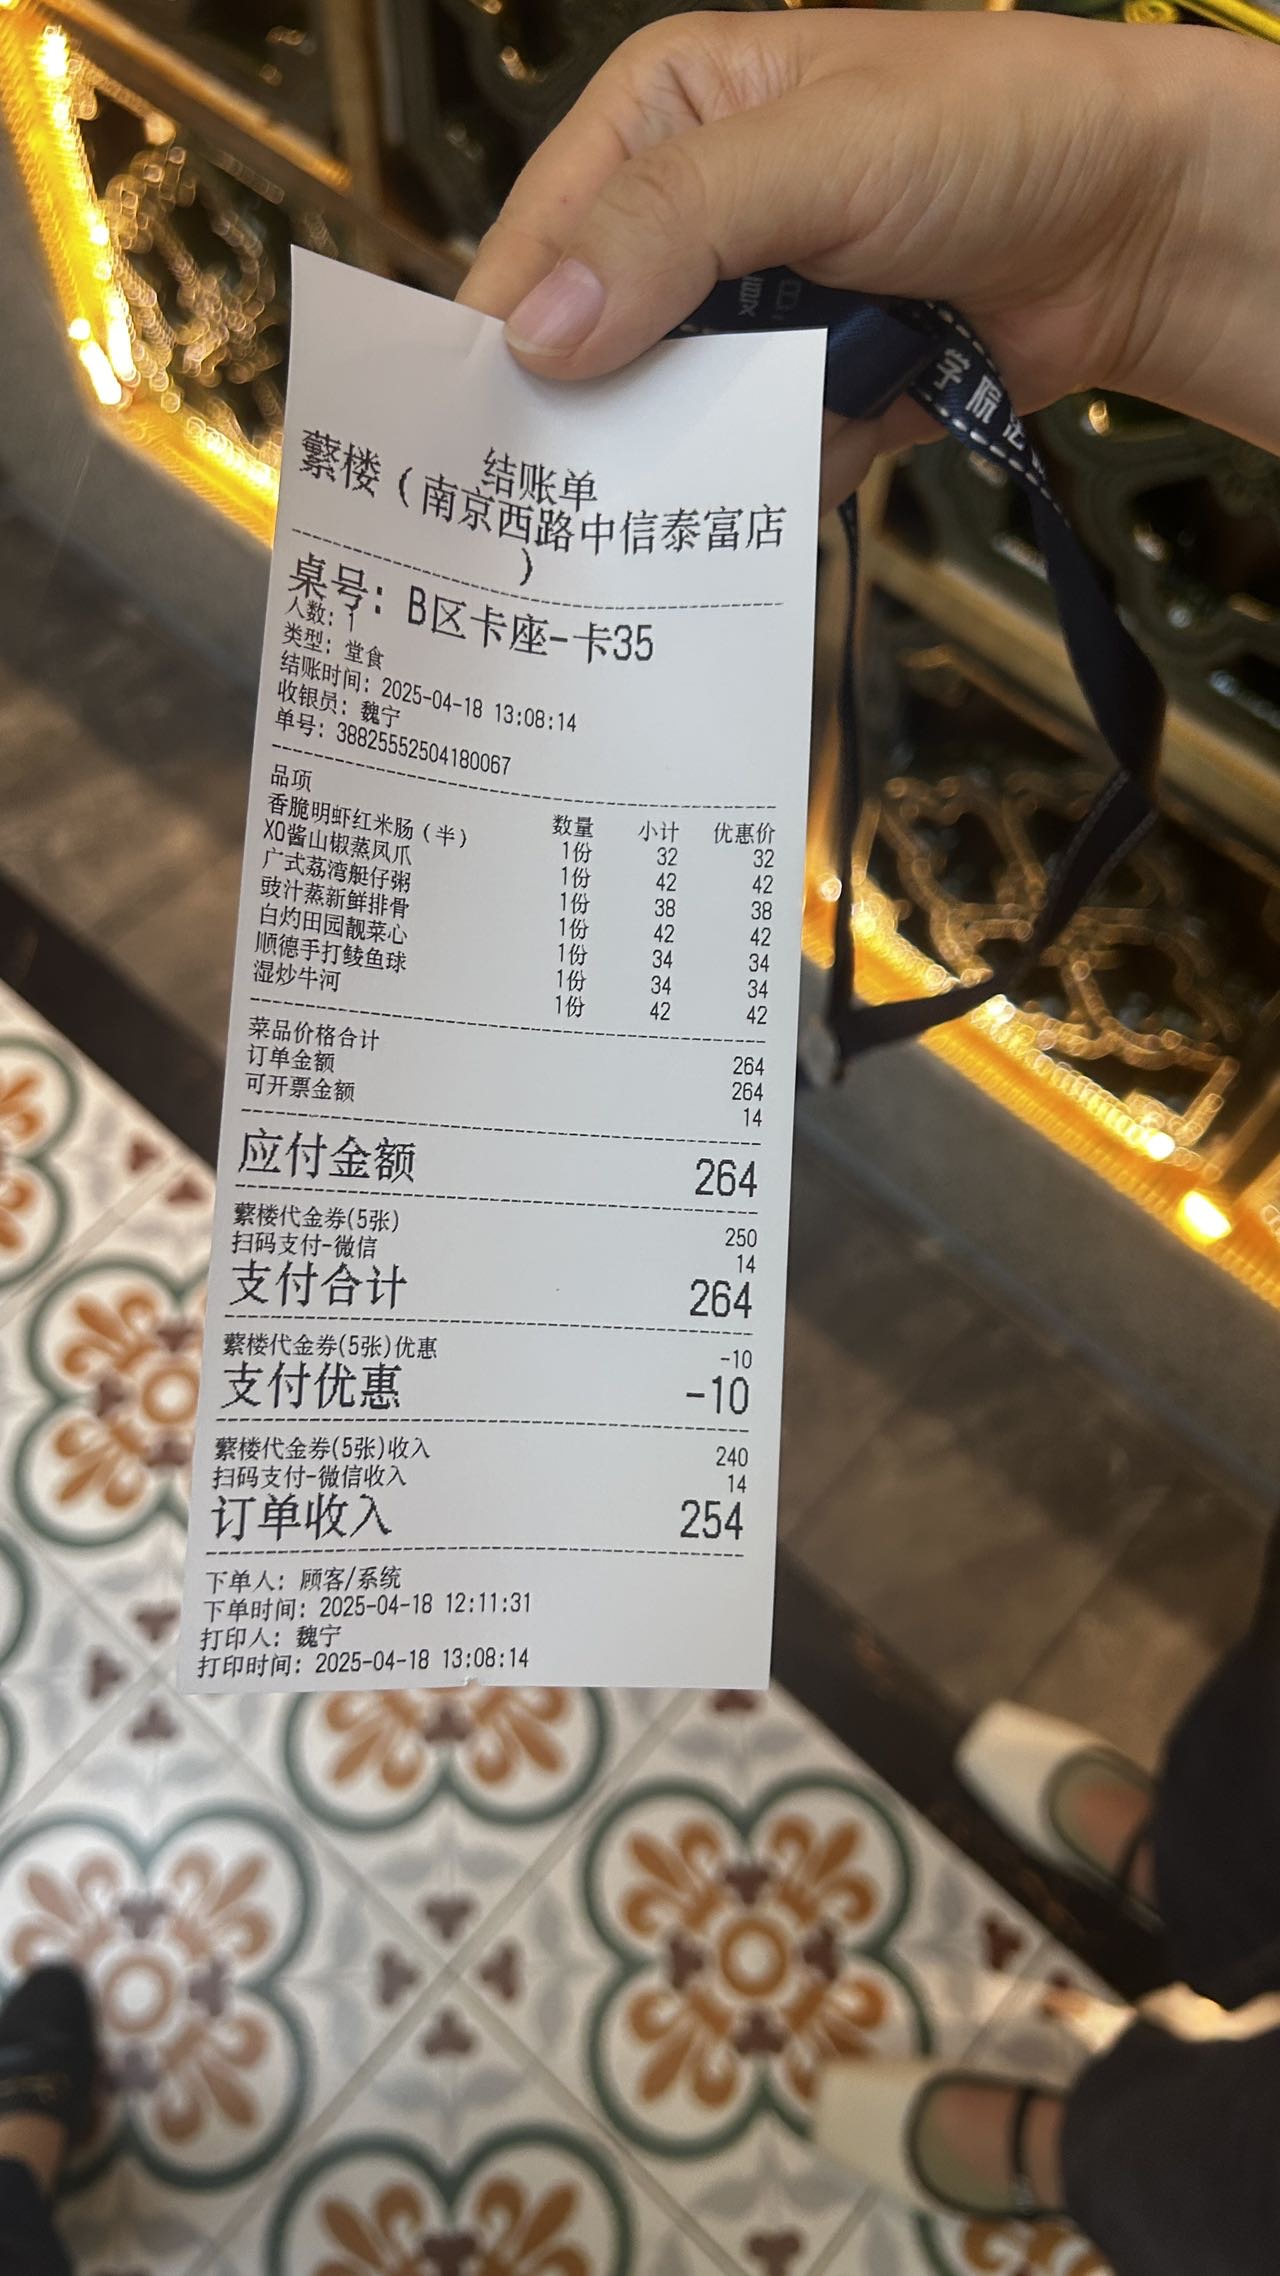 结账单
蘩楼（南京西路中信泰富店
）
桌号：B区卡座-卡35
人数：1
类型：堂食
结账时间：2025-04-18 13:08:14
收银员：魏宁
单号：38825552504180067
品项 数量 小计 优惠价
香脆明虾红米肠（半） 1份 32 32
XO酱山椒蒸凤爪 1份 42 42
广式荔湾艇仔粥 1份 38 38
豉汁蒸新鲜排骨 1份 42 42
白灼田园靓菜心 1份 34 34
顺德手打鲮鱼球 1份 34 34
湿炒牛河 1份 42 42
菜品价格合计 264
订单金额 264
可开票金额 14
应付金额 264
蘩楼代金券(5张) 250
扫码支付-微信 14
支付合计 264
蘩楼代金券(5张)优惠 -10
支付优惠 -10
蘩楼代金券(5张)收入 240
扫码支付-微信收入 14
订单收入 254
下单人：顾客/系统
下单时间：2025-04-18 12:11:31
打印人：魏宁
打印时间：2025-04-18 13:08:14
学院